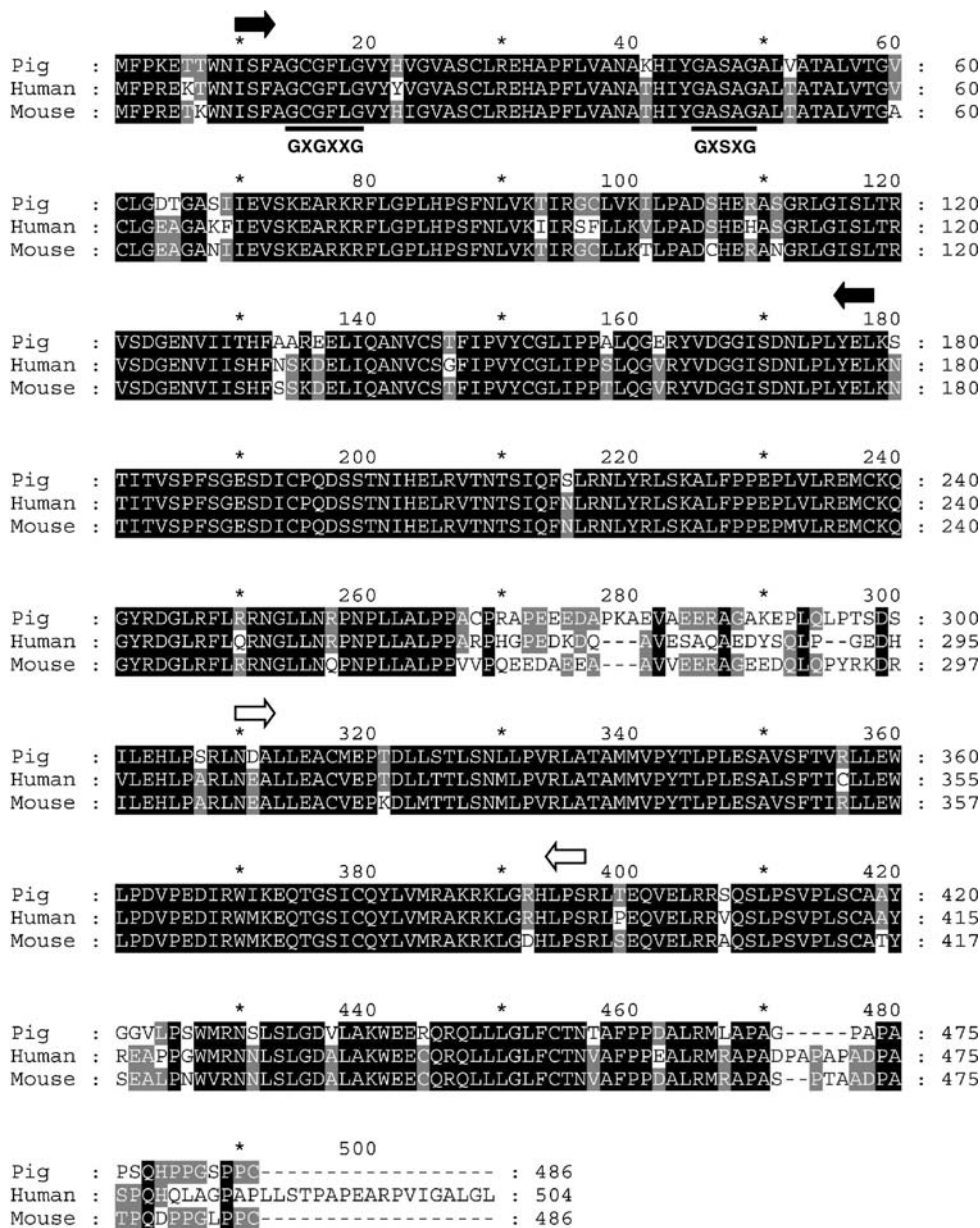 * 20 * 40 * 60
Pig : MFPKETTWNISFAGCGFLGVYHVGVASCLREHAPFLVANAKHIYGASAGALVATALVTGV : 60
Human : MFPREKTWNISFAGCGFLGVYYVGVASCLREHAPFLVANATHIYGASAGALTATALVTGV : 60
Mouse : MFPRETKWNISFAGCGFLGVYHIGVASCLREHAPFLVANATHIYGASAGALTATALVTGA : 60
GXGXXG GXSXG
* 80 * 100 * 120
Pig : CLGDTGASIIEVSKEARKRFLGPLHPSFNLVKTIRGCLVKILPADSHERASGRLGISLTR : 120
Human : CLGEAGAKFIEVSKEARKRFLGPLHPSFNLVKIIRSFLLKVLPADSHEHASGRLGISLTR : 120
Mouse : CLGEAGANIIEVSKEARKRFLGPLHPSFNLVKTIRGCLLKTLPADCHERANGRLGISLTR : 120
* 140 * 160 * 180
Pig : VSDGENVIITHFAAREELIQANVCSTFIPVYCGLIPPALQGERYVDGGISDNLPLYELKS : 180
Human : VSDGENVIISHFNSKDELIQANVCSGFIPVYCGLIPPSLQGVRYVDGGISDNLPLYELKN : 180
Mouse : VSDGENVIISHFSSKDELIQANVCSTFIPVYCGLIPPTLQGVRYVDGGISDNLPLYELKN : 180
* 200 * 220 * 240
Pig : TITVSPFSGESDICPQDSSTNIHELRVTNTSIQFSLRNLYRLSKALFPPEPLVLREMCKQ : 240
Human : TITVSPFSGESDICPQDSSTNIHELRVTNTSIQFNLRNLYRLSKALFPPEPLVLREMCKQ : 240
Mouse : TITVSPFSGESDICPQDSSTNIHELRVTNTSIQFNLRNLYRLSKALFPPEPMVLREMCKQ : 240
* 260 * 280 * 300
Pig : GYRDGLRFLRRNGLLNRPNPLLALPPACPRAPEEEDAPKAEVAEERAGAKEPLQLPTSDS : 300
Human : GYRDGLRFLQRNGLLNRPNPLLALPPARPHGPEDKDQ---AVESAQAEDYSQLP--GEDH : 295
Mouse : GYRDGLRFLRRNGLLNQPNPLLALPPVVPQEEDAEEA---AVVEERAGEEDQLQPYRKDR : 297
* 320 * 340 * 360
Pig : ILEHLPSRLNDALLEACMEPTDLLSTLSNLLPVRLATAMMVPYTLPLESAVSFTVRLLEW : 360
Human : VLEHLPARLNEALLEACVEPTDLLTTLSNMLPVRLATAMMVPYTLPLESALSFTICLLEW : 355
Mouse : ILEHLPARLNEALLEACVEPKDLMTTLSNMLPVRLATAMMVPYTLPLESAVSFTIRLLEW : 357
* 380 * 400 * 420
Pig : LPDVPEDIRWIKEQTGSICQYLVMRAKRKLGRHLPSRLTEQVELRRSQSLPSVPLSCAAY : 420
Human : LPDVPEDIRWMKEQTGSICQYLVMRAKRKLGRHLPSRLPEQVELRRVQSLPSVPLSCAAY : 415
Mouse : LPDVPEDIRWMKEQTGSICQYLVMRAKRKLGDHLPSRLSEQVELRRAQSLPSVPLSCATY : 417
* 440 * 460 * 480
Pig : GGVLPSWMRNSLSLGDVLAKWEERQRQLLLGLFCTNTAFPPDALRMLAPAG-----PAPA : 475
Human : REAPPGWMRNNLSLGDALAKWEECQRQLLLGLFCTNVAFPPEALRMRAPADPAPAPADPA : 475
Mouse : SEALPNWVRNNLSLGDALAKWEECQRQLLLGLFCTNVAFPPDALRMRAPAS--PTAADPA : 475
* 500
Pig : PSQHPPGSPPC------------------ : 486
Human : SPQHQLAGPAPLLSTPAPEARPVIGALGL : 504
Mouse : TPQDPPGLPPC------------------ : 486